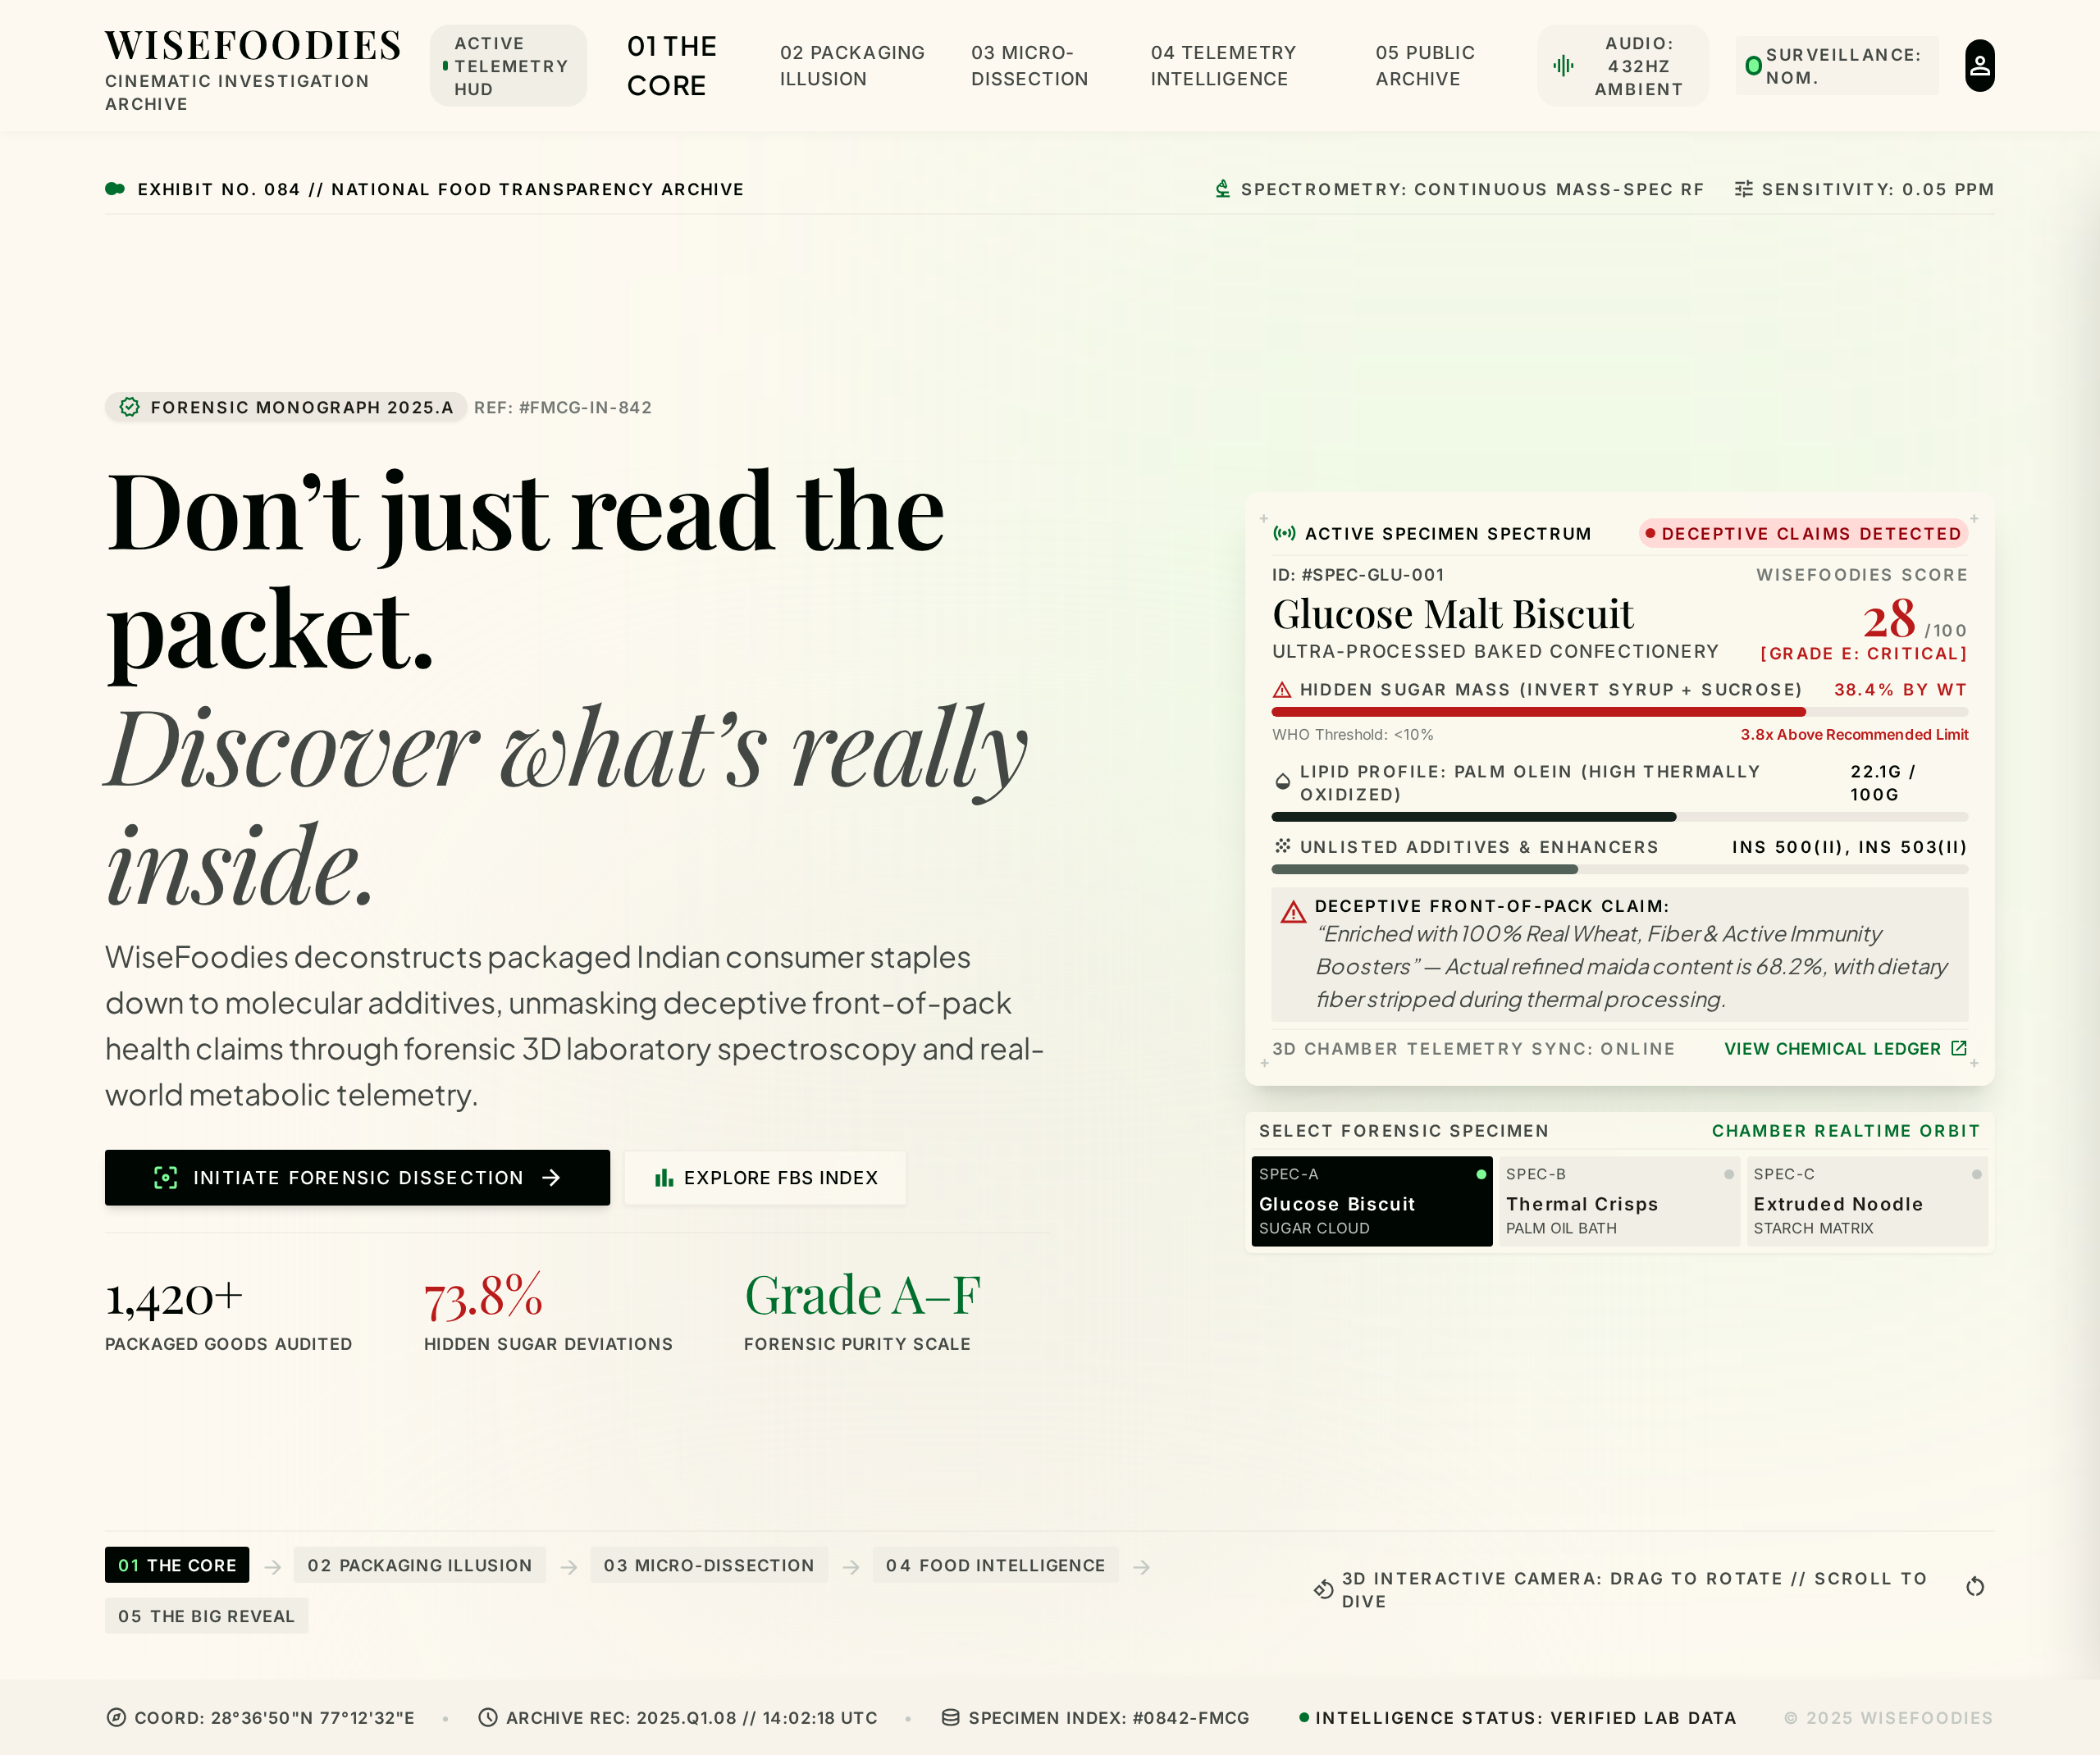 WISEFOODIES
CINEMATIC INVESTIGATION
ARCHIVE
ACTIVE
TELEMETRY
HUD
01 THE
CORE
02 PACKAGING
ILLUSION
03 MICRO-
DISSECTION
04 TELEMETRY
INTELLIGENCE
05 PUBLIC
ARCHIVE
AUDIO:
432HZ
AMBIENT
SURVEILLANCE:
NOM.
EXHIBIT NO. 084 // NATIONAL FOOD TRANSPARENCY ARCHIVE
SPECTROMETRY: CONTINUOUS MASS-SPEC RF
SENSITIVITY: 0.05 PPM
FORENSIC MONOGRAPH 2025.A
REF: #FMCG-IN-842
Don’t just read the
packet.
Discover what’s really
inside.
WiseFoodies deconstructs packaged Indian consumer staples
down to molecular additives, unmasking deceptive front-of-pack
health claims through forensic 3D laboratory spectroscopy and real-
world metabolic telemetry.
INITIATE FORENSIC DISSECTION
EXPLORE FBS INDEX
1,420+
PACKAGED GOODS AUDITED
73.8%
HIDDEN SUGAR DEVIATIONS
Grade A–F
FORENSIC PURITY SCALE
ACTIVE SPECIMEN SPECTRUM
DECEPTIVE CLAIMS DETECTED
ID: #SPEC-GLU-001
WISEFOODIES SCORE
Glucose Malt Biscuit
28 /100
ULTRA-PROCESSED BAKED CONFECTIONERY
[GRADE E: CRITICAL]
HIDDEN SUGAR MASS (INVERT SYRUP + SUCROSE)
38.4% BY WT
WHO Threshold: <10%
3.8x Above Recommended Limit
LIPID PROFILE: PALM OLEIN (HIGH THERMALLY
OXIDIZED)
22.1G /
100G
UNLISTED ADDITIVES & ENHANCERS
INS 500(II), INS 503(II)
DECEPTIVE FRONT-OF-PACK CLAIM:
“Enriched with 100% Real Wheat, Fiber & Active Immunity
Boosters” — Actual refined maida content is 68.2%, with dietary
fiber stripped during thermal processing.
3D CHAMBER TELEMETRY SYNC: ONLINE
VIEW CHEMICAL LEDGER
SELECT FORENSIC SPECIMEN
CHAMBER REALTIME ORBIT
SPEC-A
Glucose Biscuit
SUGAR CLOUD
SPEC-B
Thermal Crisps
PALM OIL BATH
SPEC-C
Extruded Noodle
STARCH MATRIX
01 THE CORE
02 PACKAGING ILLUSION
03 MICRO-DISSECTION
04 FOOD INTELLIGENCE
05 THE BIG REVEAL
3D INTERACTIVE CAMERA: DRAG TO ROTATE // SCROLL TO
DIVE
COORD: 28°36'50"N 77°12'32"E
ARCHIVE REC: 2025.Q1.08 // 14:02:18 UTC
SPECIMEN INDEX: #0842-FMCG
INTELLIGENCE STATUS: VERIFIED LAB DATA
© 2025 WISEFOODIES